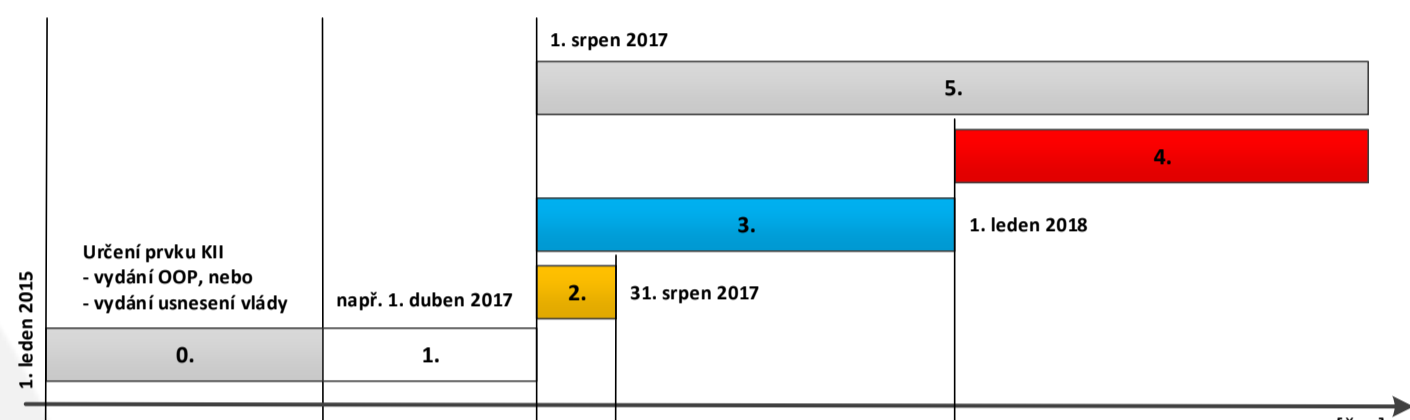 1. srpen 2017
5.
4.
3.
1. leden 2018
Určení prvku KII
- vydání OOP, nebo
- vydání usnesení vlády
např. 1. duben 2017
2.
31. srpen 2017
1. leden 2015
0.
1.